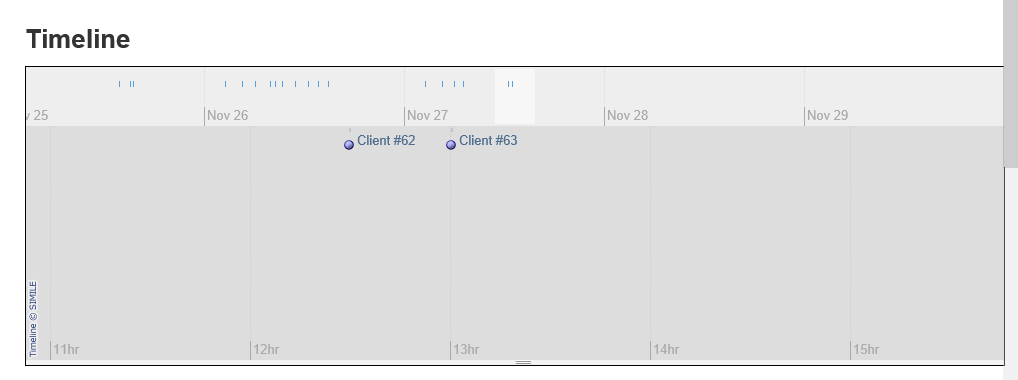 Timeline
v 25
Nov 26
Nov 27
Nov 28
Nov 29
Client #62
Client #63
Timeline © SIMILE
11hr
12hr
13hr
14hr
15hr